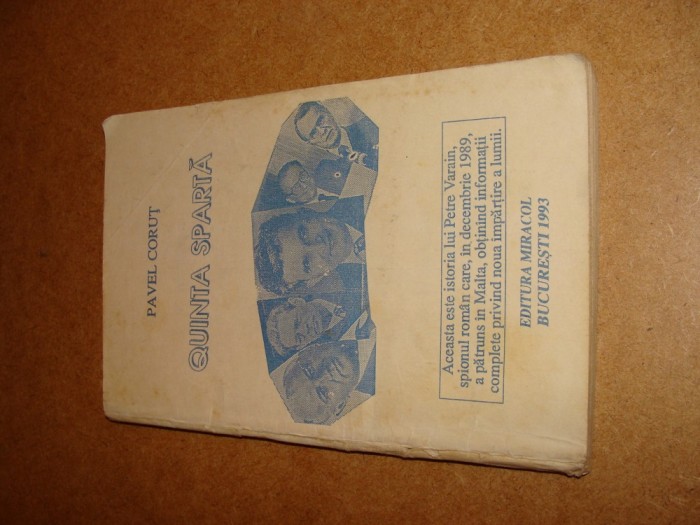 PAVEL CORUȚ
QUINTA SPARTĂ
Aceasta este istoria lui Petre Varain,
spionul român care, în decembrie 1989,
a pătruns în Malta, obținind informații
complete privind noua împărțire a lumii.
EDITURA MIRACOL
BUCUREȘTI 1993